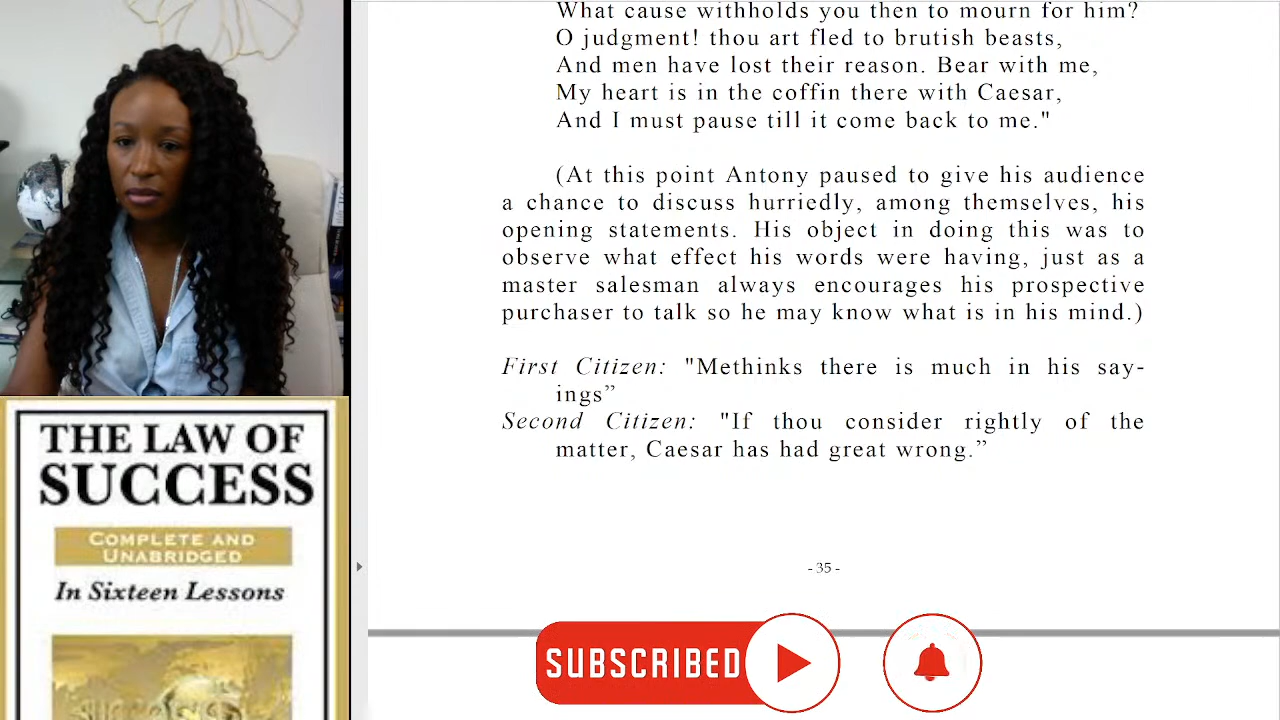 What cause withholds you then to mourn for him?
O judgment! thou art fled to brutish beasts,
And men have lost their reason. Bear with me,
My heart is in the coffin there with Caesar,
And I must pause till it come back to me."
(At this point Antony paused to give his audience
a chance to discuss hurriedly, among themselves, his
opening statements. His object in doing this was to
observe what effect his words were having, just as a
master salesman always encourages his prospective
purchaser to talk so he may know what is in his mind.)
First Citizen: "Methinks there is much in his say-
ings”
Second Citizen: "If thou consider rightly of the
matter, Caesar has had great wrong.”
- 35 -
THE LAW OF
SUCCESS
COMPLETE AND
UNABRIDGED
In Sixteen Lessons
SUBSCRIBED